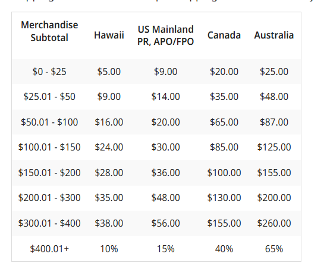 Merchandise Subtotal Hawaii US Mainland PR, APO/FPO Canada Australia
$0 - $25 $5.00 $9.00 $20.00 $25.00
$25.01 - $50 $9.00 $14.00 $35.00 $48.00
$50.01 - $100 $16.00 $20.00 $65.00 $87.00
$100.01 - $150 $24.00 $30.00 $85.00 $125.00
$150.01 - $200 $28.00 $36.00 $100.00 $155.00
$200.01 - $300 $35.00 $48.00 $130.00 $200.00
$300.01 - $400 $38.00 $56.00 $155.00 $260.00
$400.01+ 10% 15% 40% 65%